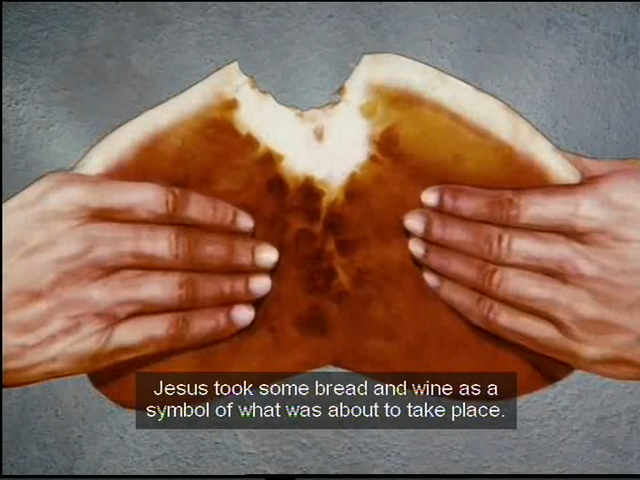 Jesus took some bread and wine as a
symbol of what was about to take place.